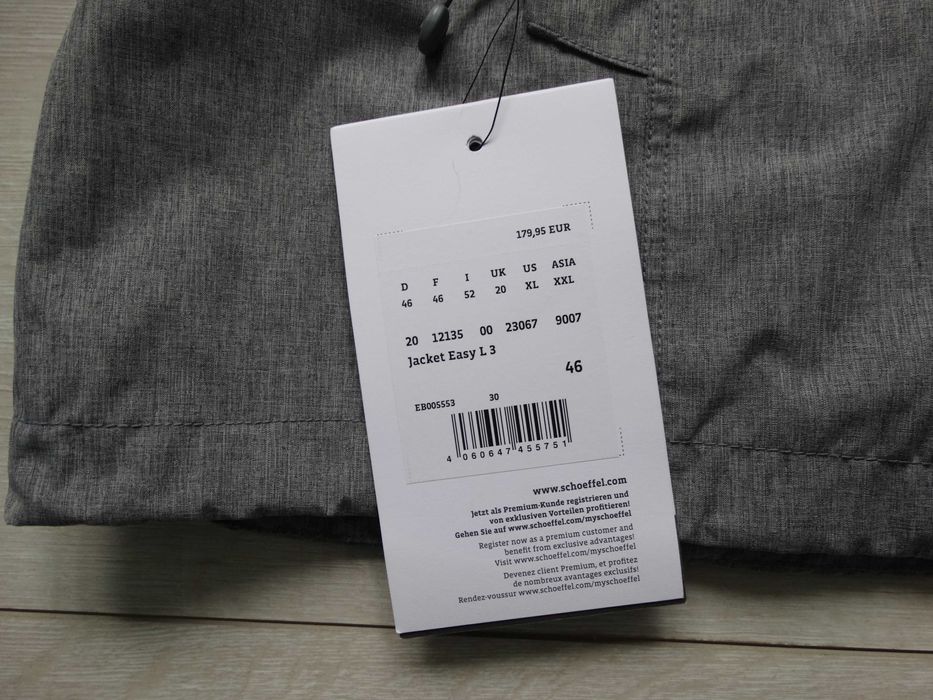 179,95 EUR
D F I UK US ASIA
46 46 52 20 XL XXL
20 12135 00 23067 9007
Jacket Easy L 3
46
EB005553 30
4 060647 455751
www.schoeffel.com
Jetzt als Premium-Kunde registrieren und
von exklusiven Vorteilen profitieren!
Gehen Sie auf www.schoeffel.com/myschoeffel
Register now as a premium customer and
benefit from exclusive advantages!
Visit www.schoeffel.com/myschoeffel
Devenez client Premium, et profitez
de nombreux avantages exclusifs!
Rendez-voussur www.schoeffel.com/myschoeffel